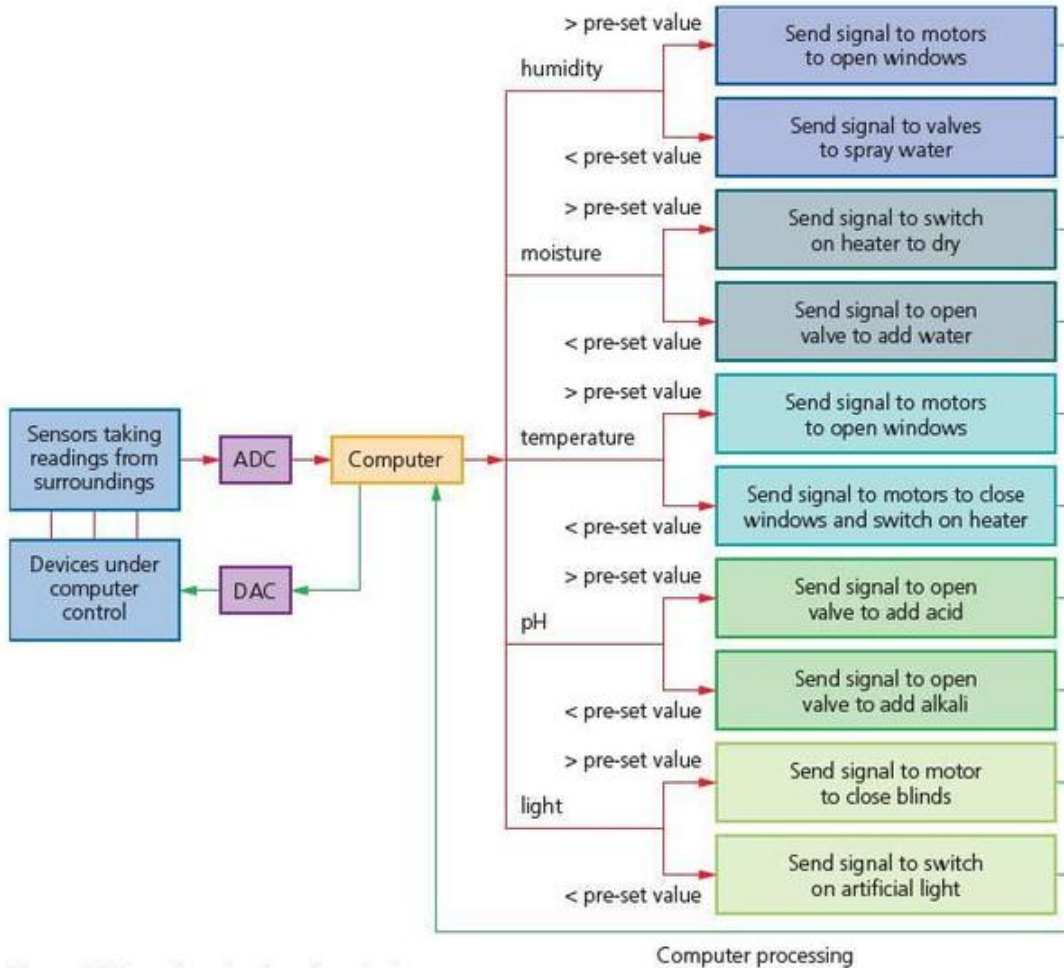 > pre-set value
humidity
< pre-set value
Send signal to motors
to open windows
Send signal to valves
to spray water
> pre-set value
moisture
< pre-set value
Send signal to switch
on heater to dry
Send signal to open
valve to add water
> pre-set value
temperature
< pre-set value
Send signal to motors
to open windows
Send signal to motors to close
windows and switch on heater
> pre-set value
pH
< pre-set value
Send signal to open
valve to add acid
Send signal to open
valve to add alkali
> pre-set value
light
< pre-set value
Send signal to motor
to close blinds
Send signal to switch
on artificial light
Sensors taking
readings from
surroundings
ADC
Computer
Devices under
computer
control
DAC
Computer processing